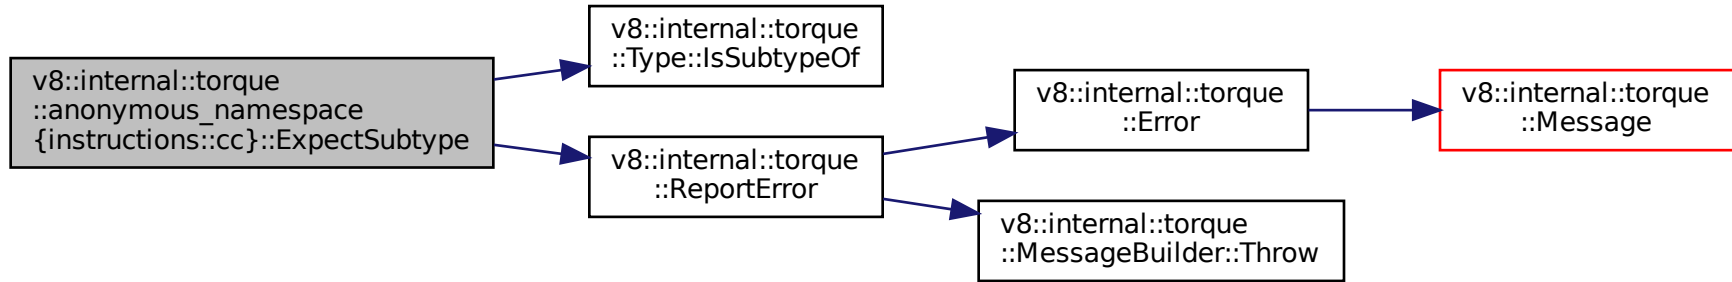 v8::internal::torque
::anonymous_namespace
{instructions::cc}::ExpectSubtype
v8::internal::torque
::Type::IsSubtypeOf
v8::internal::torque
::ReportError
v8::internal::torque
::Error
v8::internal::torque
::MessageBuilder::Throw
v8::internal::torque
::Message